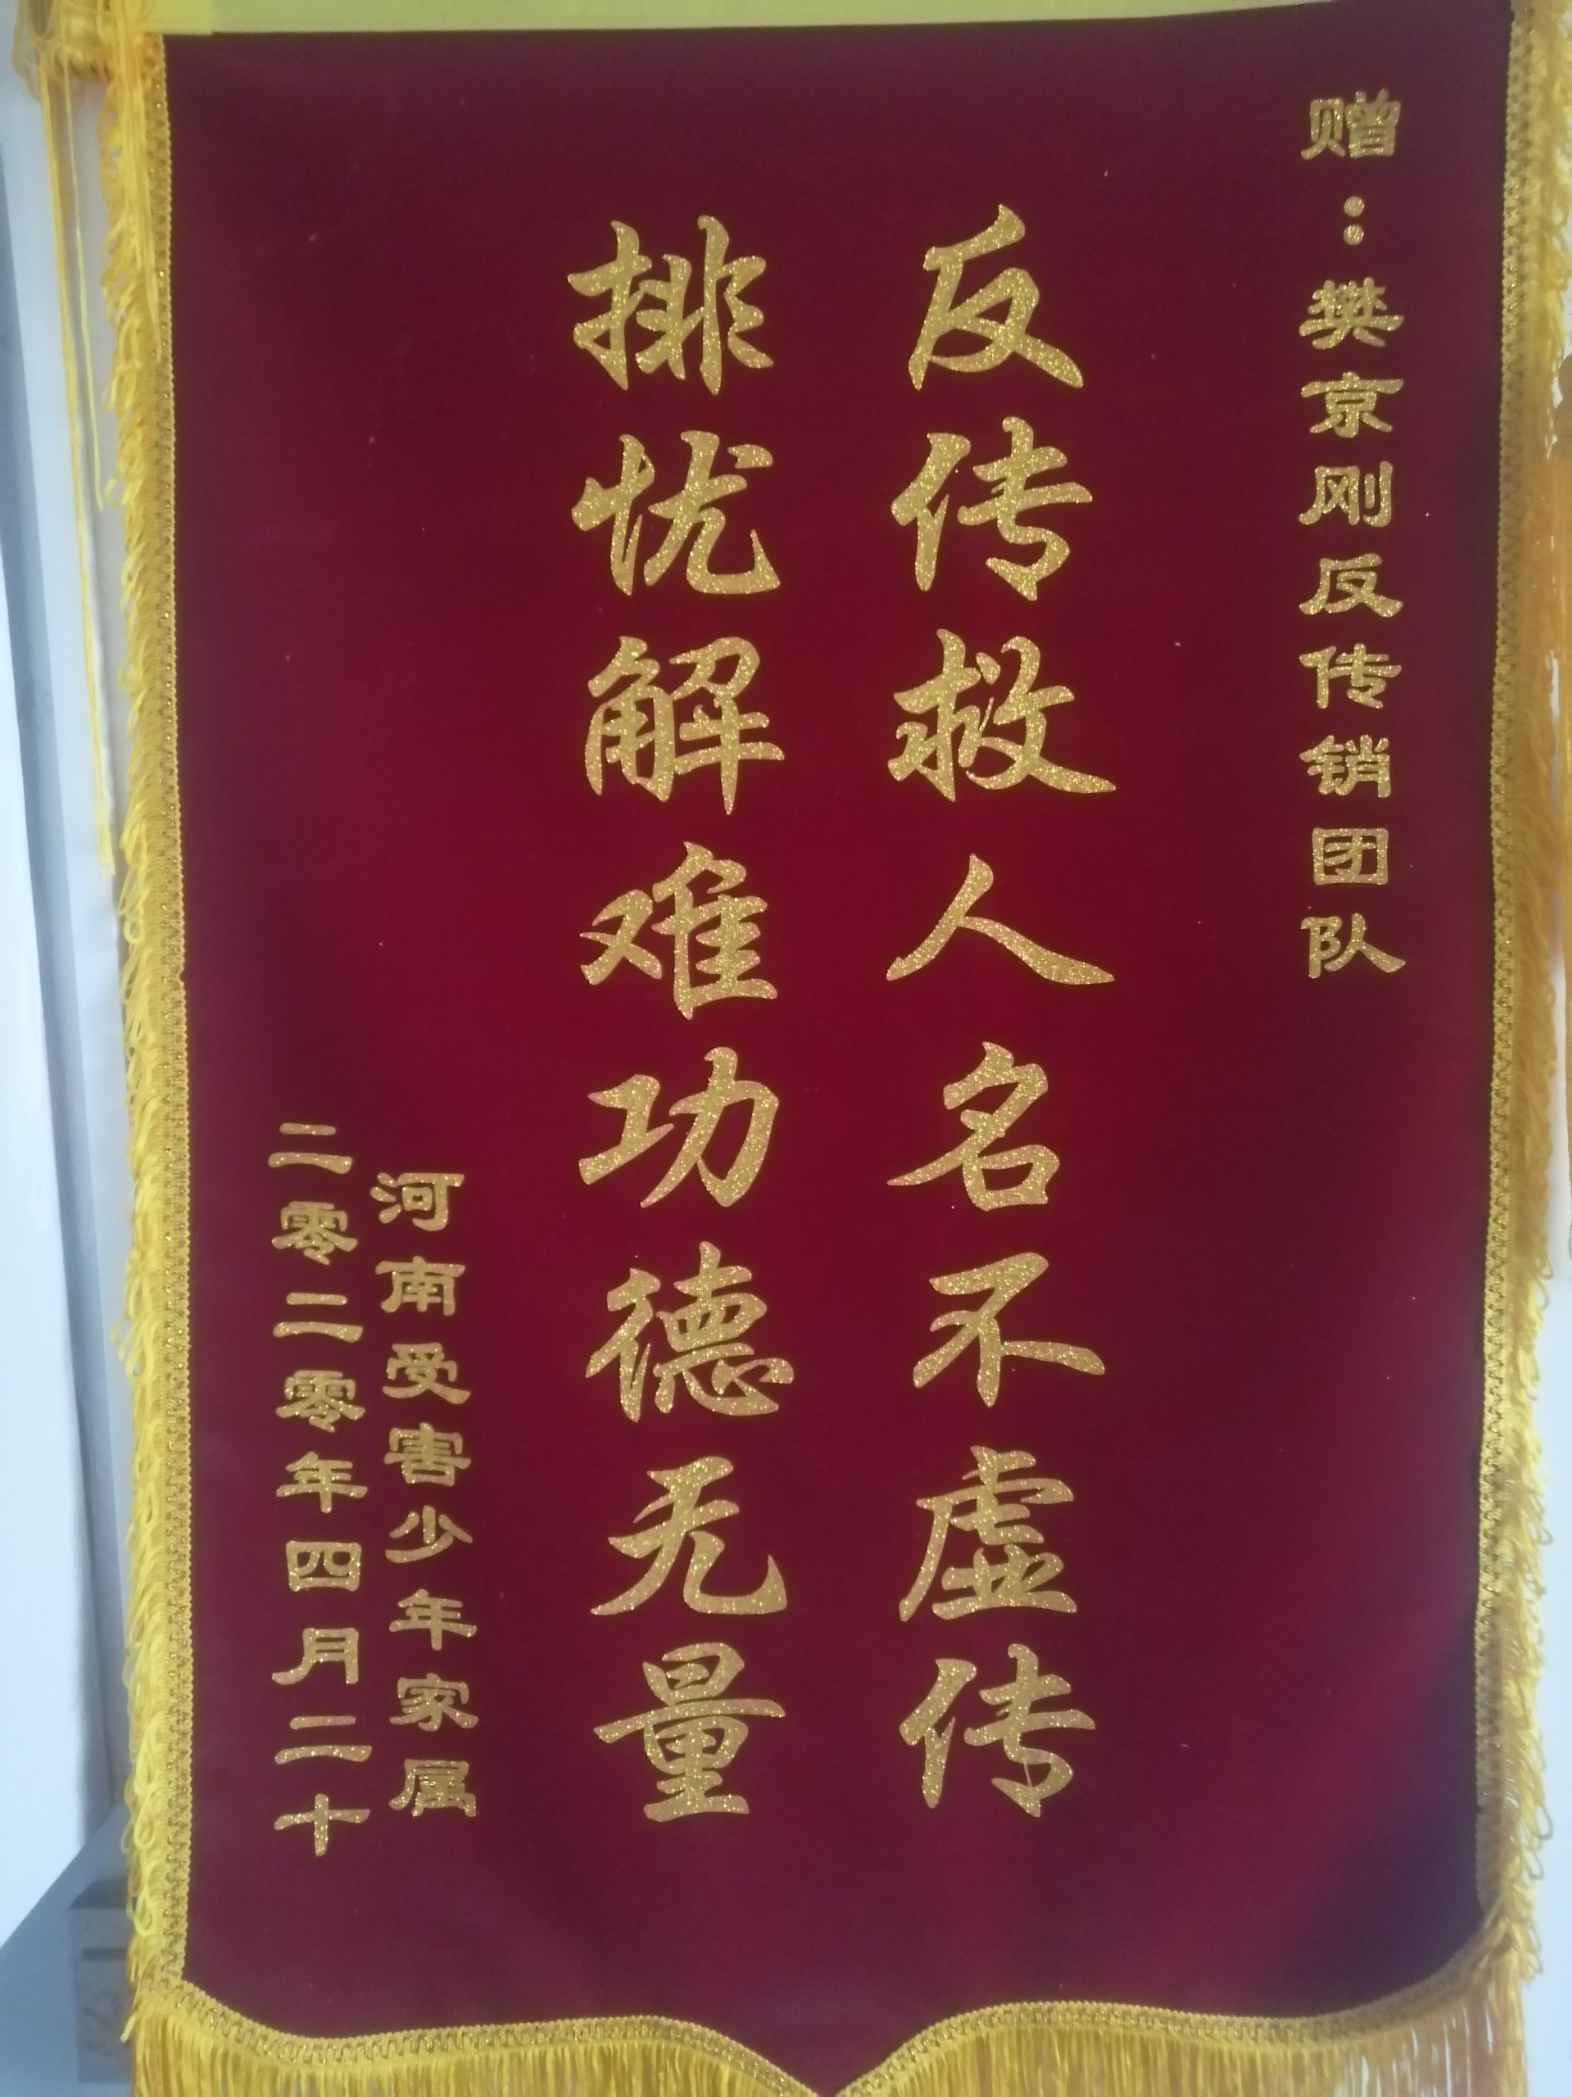 赠：樊京刚反传销团队
反传救人名不虚传
排忧解难功德无量
河南受害少年家属
二零二零年四月二十